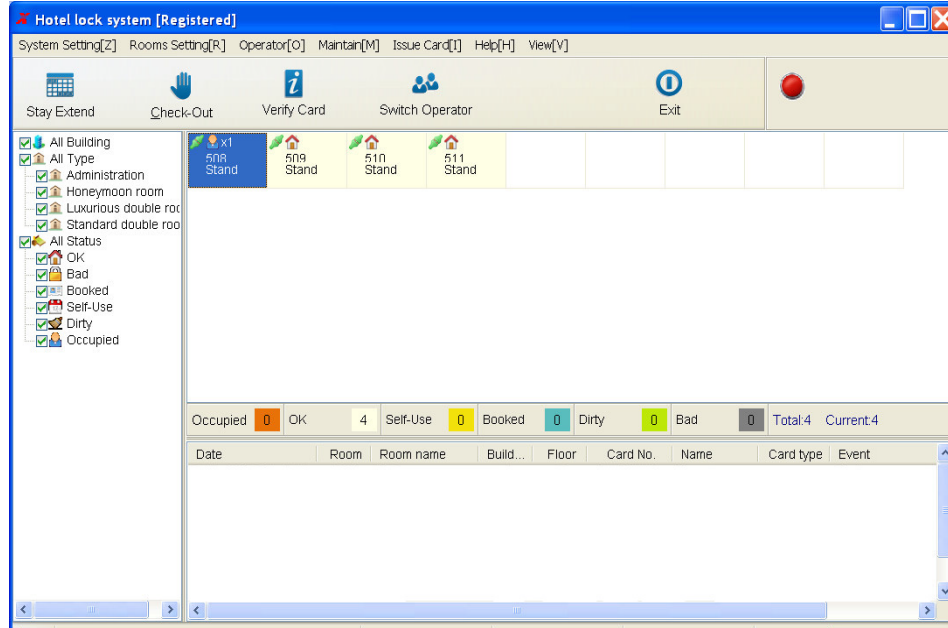 Hotel lock system [Registered]
System Setting[Z] Rooms Setting[R] Operator[O] Maintain[M] Issue Card[I] Help[H] View[V]
Stay Extend Check-Out Verify Card Switch Operator Exit
All Building
All Type
Administration
Honeymoon room
Luxurious double roo
Standard double roo
All Status
OK
Bad
Booked
Self-Use
Dirty
Occupied
x1
508 509 510 511
Stand Stand Stand Stand
Occupied 0 OK 4 Self-Use 0 Booked 0 Dirty 0 Bad 0 Total:4 Current:4
Date Room Room name Build... Floor Card No. Name Card type Event